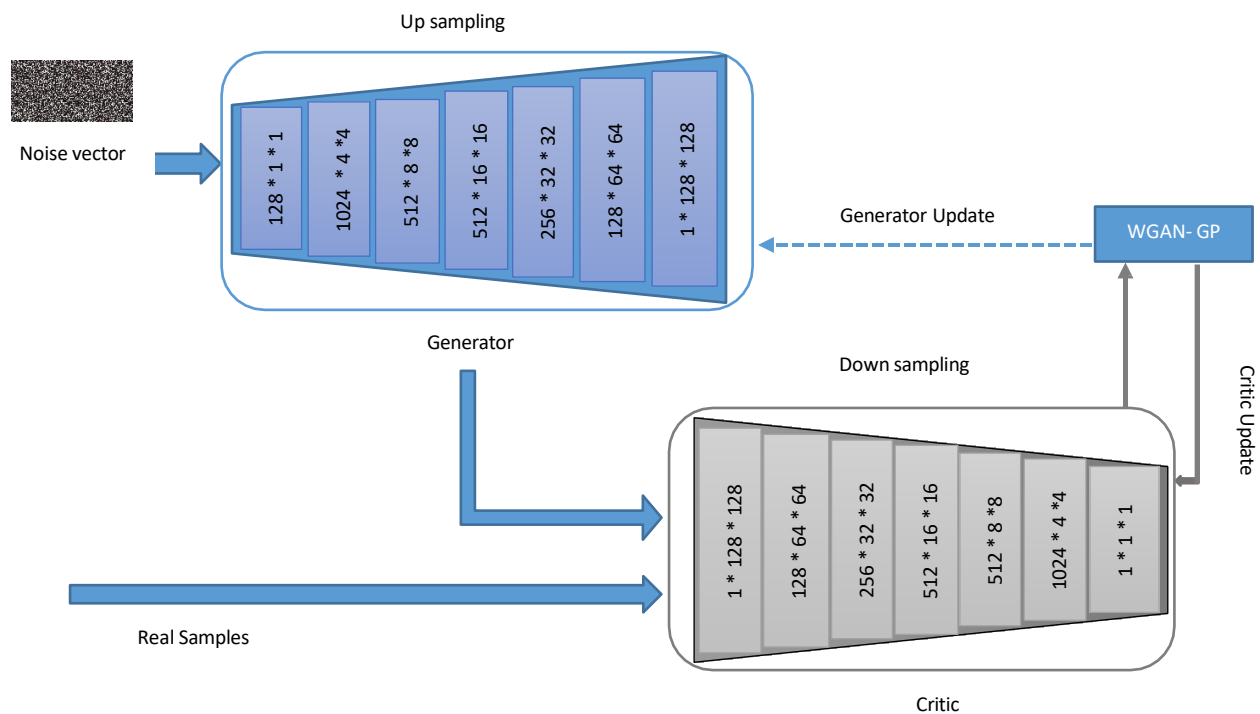 Up sampling
Noise vector
128 * 1 * 1
1024 * 4 *4
512 * 8 *8
512 * 16 * 16
256 * 32 * 32
128 * 64 * 64
1 * 128 * 128
Generator Update
WGAN- GP
Generator
Down sampling
Critic Update
1 * 128 * 128
128 * 64 * 64
256 * 32 * 32
512 * 16 * 16
512 * 8 *8
1024 * 4 *4
1 * 1 * 1
Real Samples
Critic